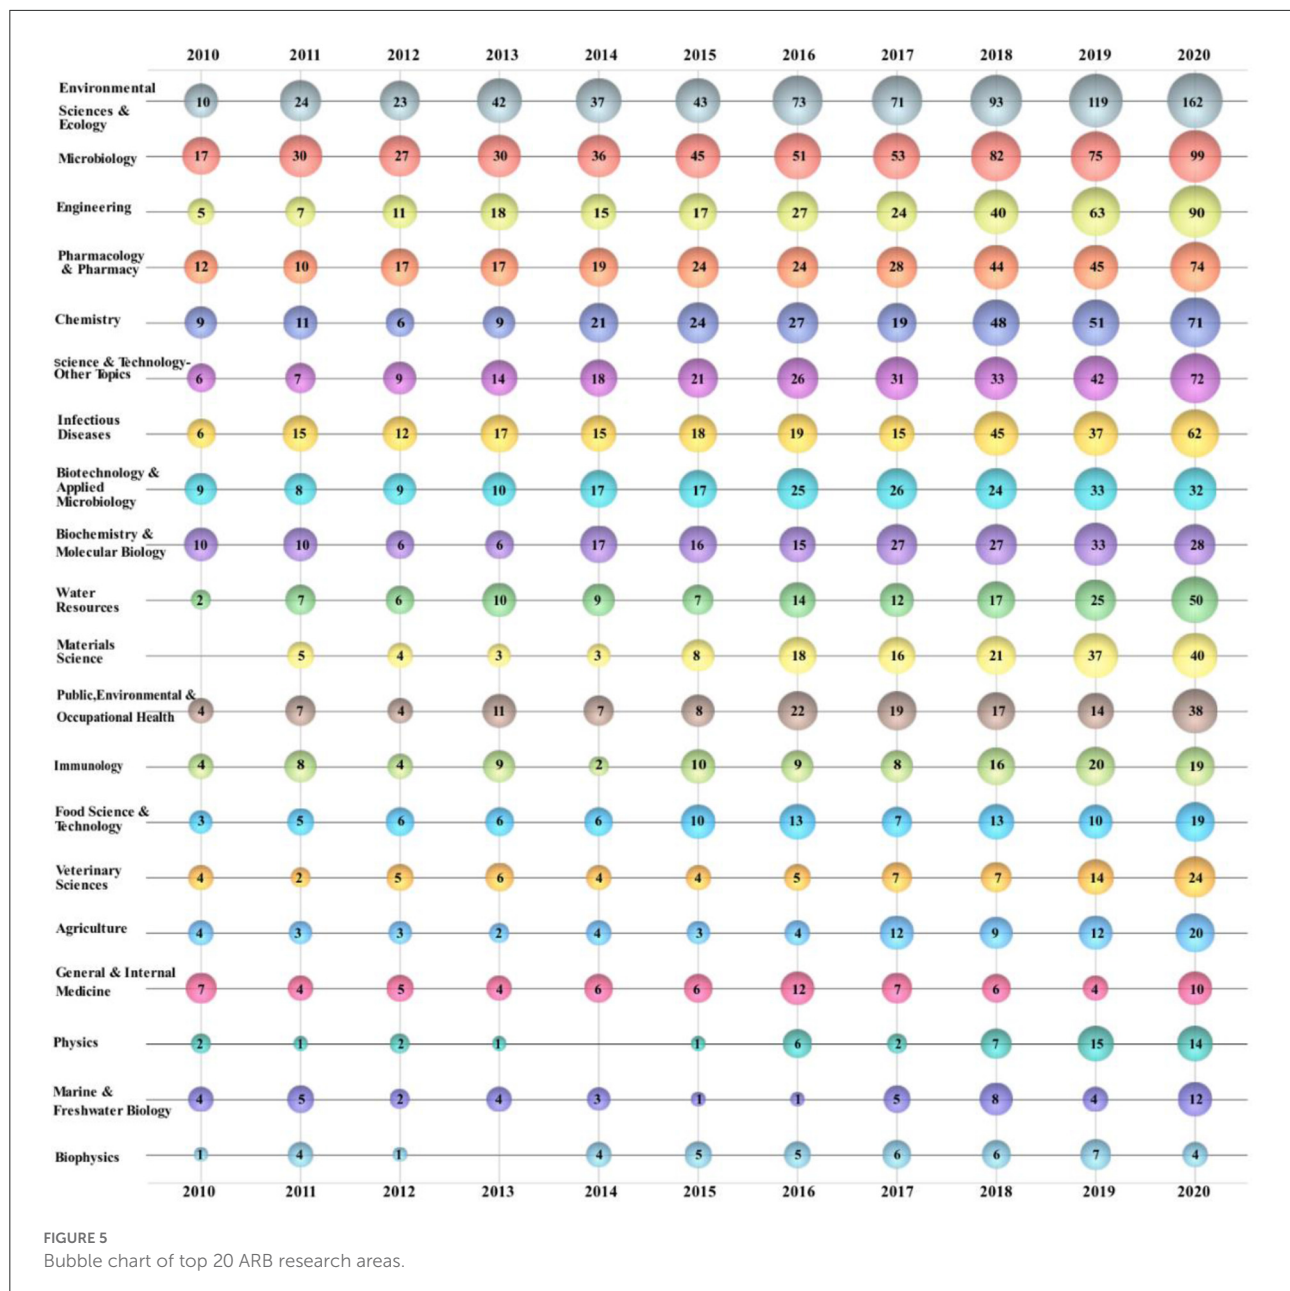 2010 2011 2012 2013 2014 2015 2016 2017 2018 2019 2020
Environmental
Sciences &
Ecology
10 24 23 42 37 43 73 71 93 119 162
Microbiology
17 30 27 30 36 45 51 53 82 75 99
Engineering
5 7 11 18 15 17 27 24 40 63 90
Pharmacology
& Pharmacy
12 10 17 17 19 24 24 28 44 45 74
Chemistry
9 11 6 9 21 24 27 19 48 51 71
Science & Technology-
Other Topics
6 7 9 14 18 21 26 31 33 42 72
Infectious
Diseases
6 15 12 17 15 18 19 15 45 37 62
Biotechnology &
Applied
Microbiology
9 8 9 10 17 17 25 26 24 33 32
Biochemistry &
Molecular Biology
10 10 6 6 17 16 15 27 27 33 28
Water
Resources
2 7 6 10 9 7 14 12 17 25 50
Materials
Science
5 4 3 3 8 18 16 21 37 40
Public,Environmental &
Occupational Health
4 7 4 11 7 8 22 19 17 14 38
Immunology
4 8 4 9 2 10 9 8 16 20 19
Food Science &
Technology
3 5 6 6 6 10 13 7 13 10 19
Veterinary
Sciences
4 2 5 6 4 4 5 7 7 14 24
Agriculture
4 3 3 2 4 3 4 12 9 12 20
General & Internal
Medicine
7 4 5 4 6 6 12 7 6 4 10
Physics
2 1 2 1 1 6 2 7 15 14
Marine &
Freshwater Biology
4 5 2 4 3 1 1 5 8 4 12
Biophysics
1 4 1 4 5 5 6 6 7 4
2010 2011 2012 2013 2014 2015 2016 2017 2018 2019 2020
FIGURE 5
Bubble chart of top 20 ARB research areas.